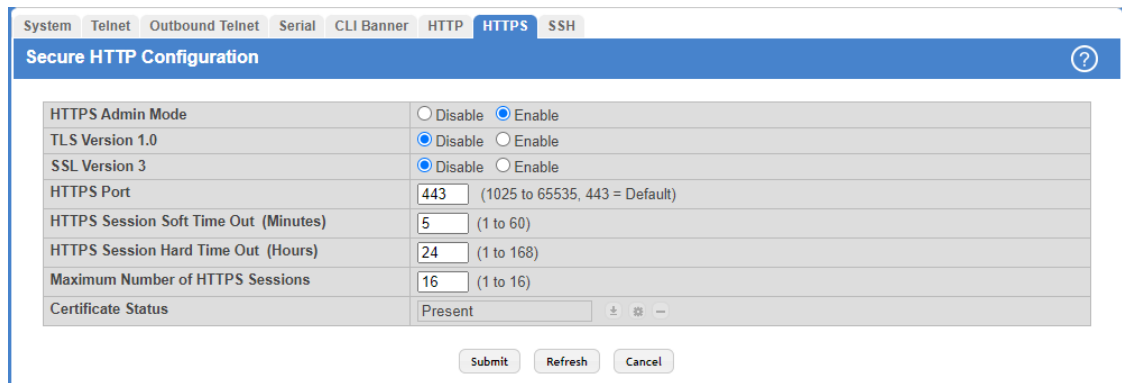 System Telnet Outbound Telnet Serial CLI Banner HTTP HTTPS SSH
Secure HTTP Configuration ?
HTTPS Admin Mode Disable Enable
TLS Version 1.0 Disable Enable
SSL Version 3 Disable Enable
HTTPS Port 443 (1025 to 65535, 443 = Default)
HTTPS Session Soft Time Out (Minutes) 5 (1 to 60)
HTTPS Session Hard Time Out (Hours) 24 (1 to 168)
Maximum Number of HTTPS Sessions 16 (1 to 16)
Certificate Status Present
Submit Refresh Cancel